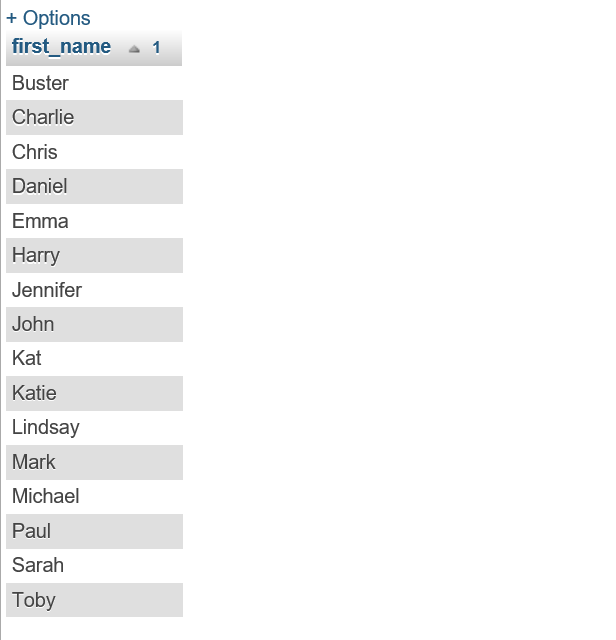 + Options
first_name 1
Buster
Charlie
Chris
Daniel
Emma
Harry
Jennifer
John
Kat
Katie
Lindsay
Mark
Michael
Paul
Sarah
Toby